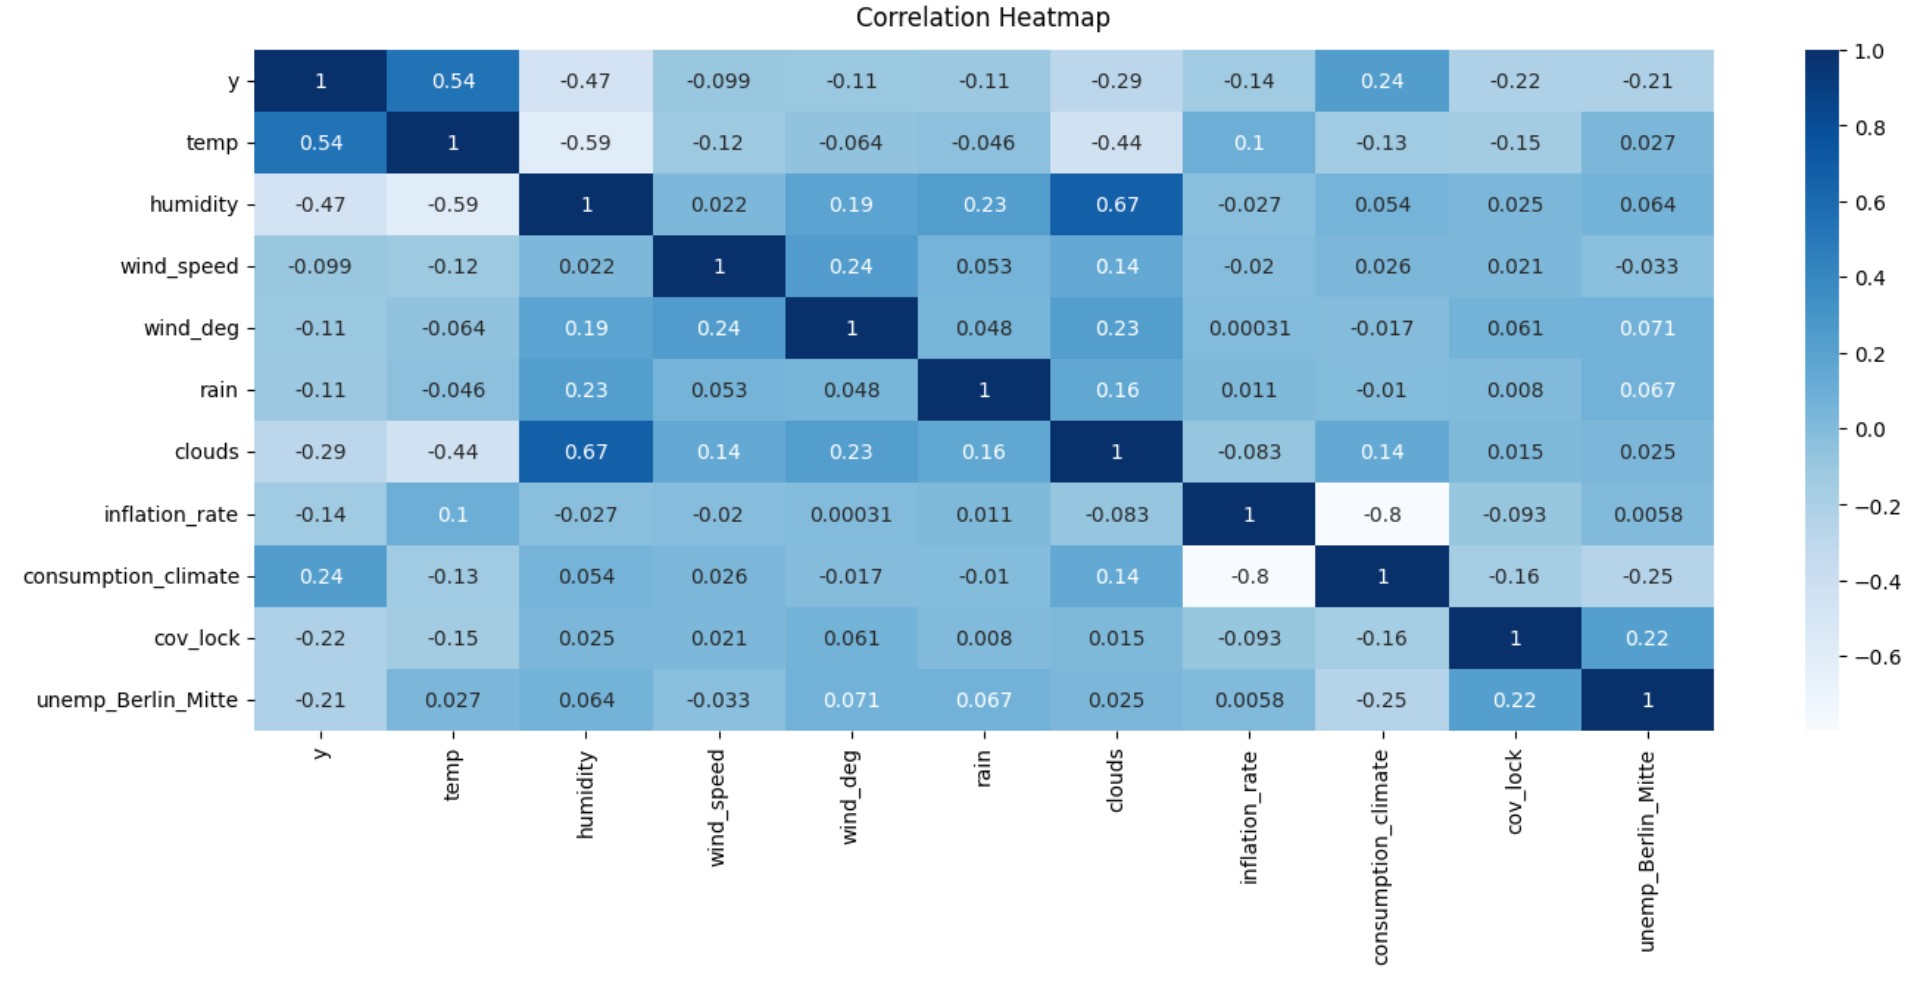 Correlation Heatmap
y 1 0.54 -0.47 -0.099 -0.11 -0.11 -0.29 -0.14 0.24 -0.22 -0.21
temp 0.54 1 -0.59 -0.12 -0.064 -0.046 -0.44 0.1 -0.13 -0.15 0.027
humidity -0.47 -0.59 1 0.022 0.19 0.23 0.67 -0.027 0.054 0.025 0.064
wind_speed -0.099 -0.12 0.022 1 0.24 0.053 0.14 -0.02 0.026 0.021 -0.033
wind_deg -0.11 -0.064 0.19 0.24 1 0.048 0.23 0.00031 -0.017 0.061 0.071
rain -0.11 -0.046 0.23 0.053 0.048 1 0.16 0.011 -0.01 0.008 0.067
clouds -0.29 -0.44 0.67 0.14 0.23 0.16 1 -0.083 0.14 0.015 0.025
inflation_rate -0.14 0.1 -0.027 -0.02 0.00031 0.011 -0.083 1 -0.8 -0.093 0.0058
consumption_climate 0.24 -0.13 0.054 0.026 -0.017 -0.01 0.14 -0.8 1 -0.16 -0.25
cov_lock -0.22 -0.15 0.025 0.021 0.061 0.008 0.015 -0.093 -0.16 1 0.22
unemp_Berlin_Mitte -0.21 0.027 0.064 -0.033 0.071 0.067 0.025 0.0058 -0.25 0.22 1
y temp humidity wind_speed wind_deg rain clouds inflation_rate consumption_climate cov_lock unemp_Berlin_Mitte
1.0
0.8
0.6
0.4
0.2
0.0
−0.2
−0.4
−0.6